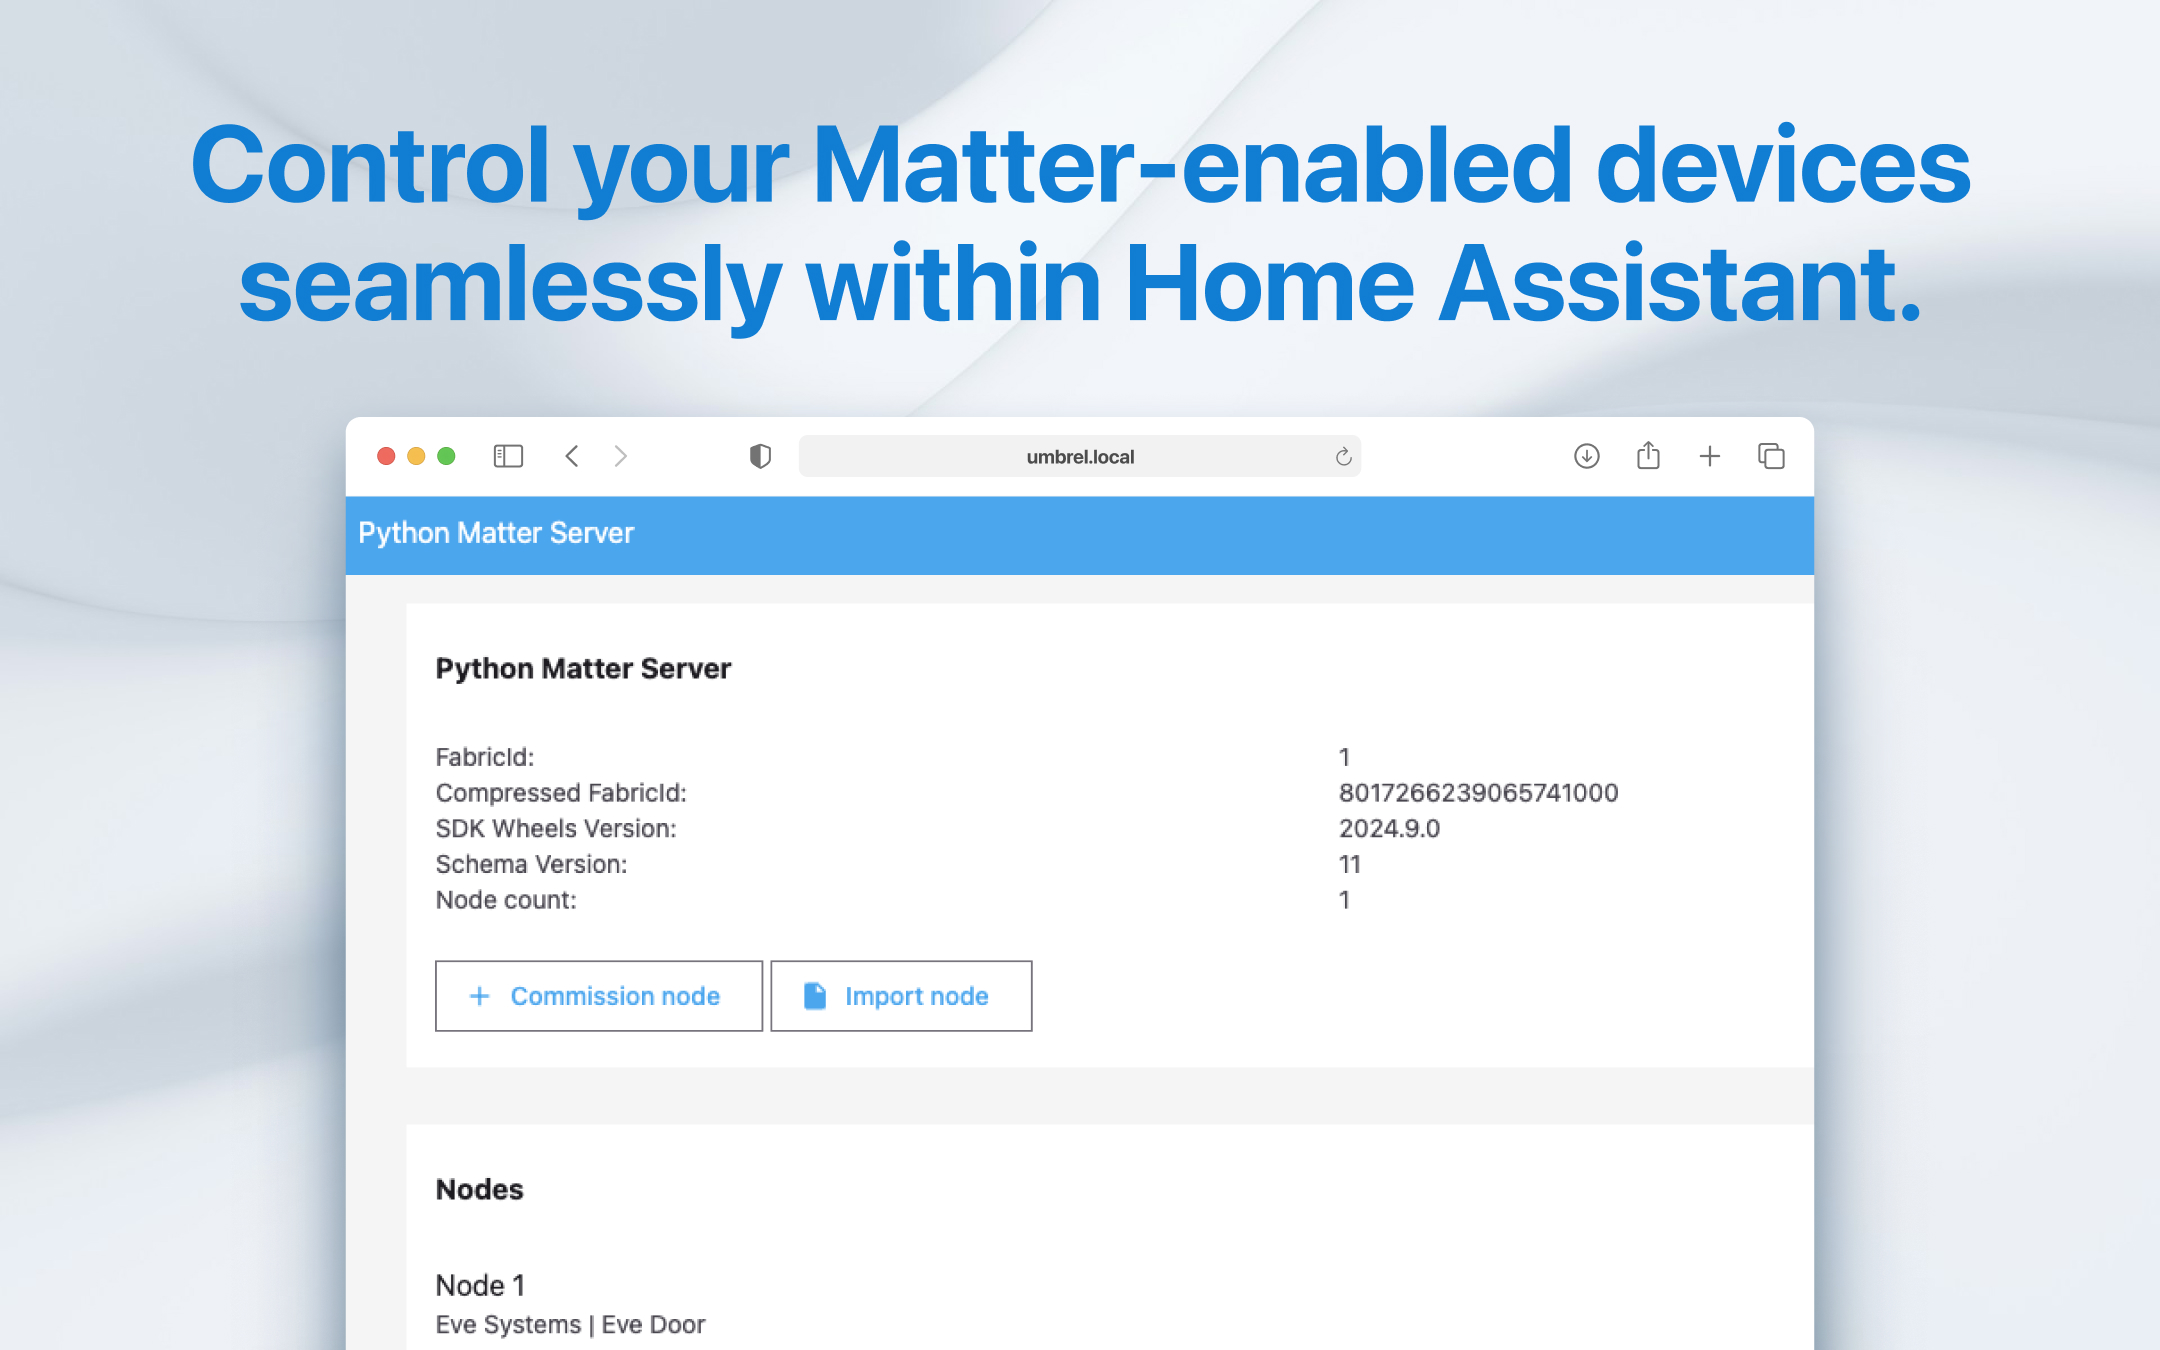 Control your Matter-enabled devices
seamlessly within Home Assistant.
umbrel.local
Python Matter Server
Python Matter Server
FabricId: 1
Compressed FabricId: 8017266239065741000
SDK Wheels Version: 2024.9.0
Schema Version: 11
Node count: 1
Commission node Import node
Nodes
Node 1
Eve Systems | Eve Door